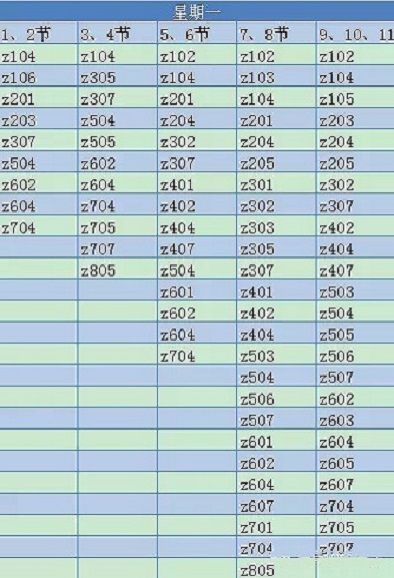 星期一
1、2节 3、4节 5、6节 7、8节 9、10、11
z104 z104 z102 z102 z102
z106 z305 z104 z103 z104
z201 z307 z201 z104 z105
z203 z504 z204 z201 z203
z307 z505 z302 z204 z204
z504 z602 z307 z205 z205
z602 z604 z401 z301 z302
z604 z704 z402 z302 z307
z704 z705 z404 z303 z402
z707 z407 z305 z404
z805 z504 z307 z407
z601 z401 z503
z602 z402 z504
z604 z404 z505
z704 z503 z506
z504 z507
z506 z602
z507 z603
z601 z604
z602 z605
z604 z607
z607 z704
z701 z705
z704 z707
z805